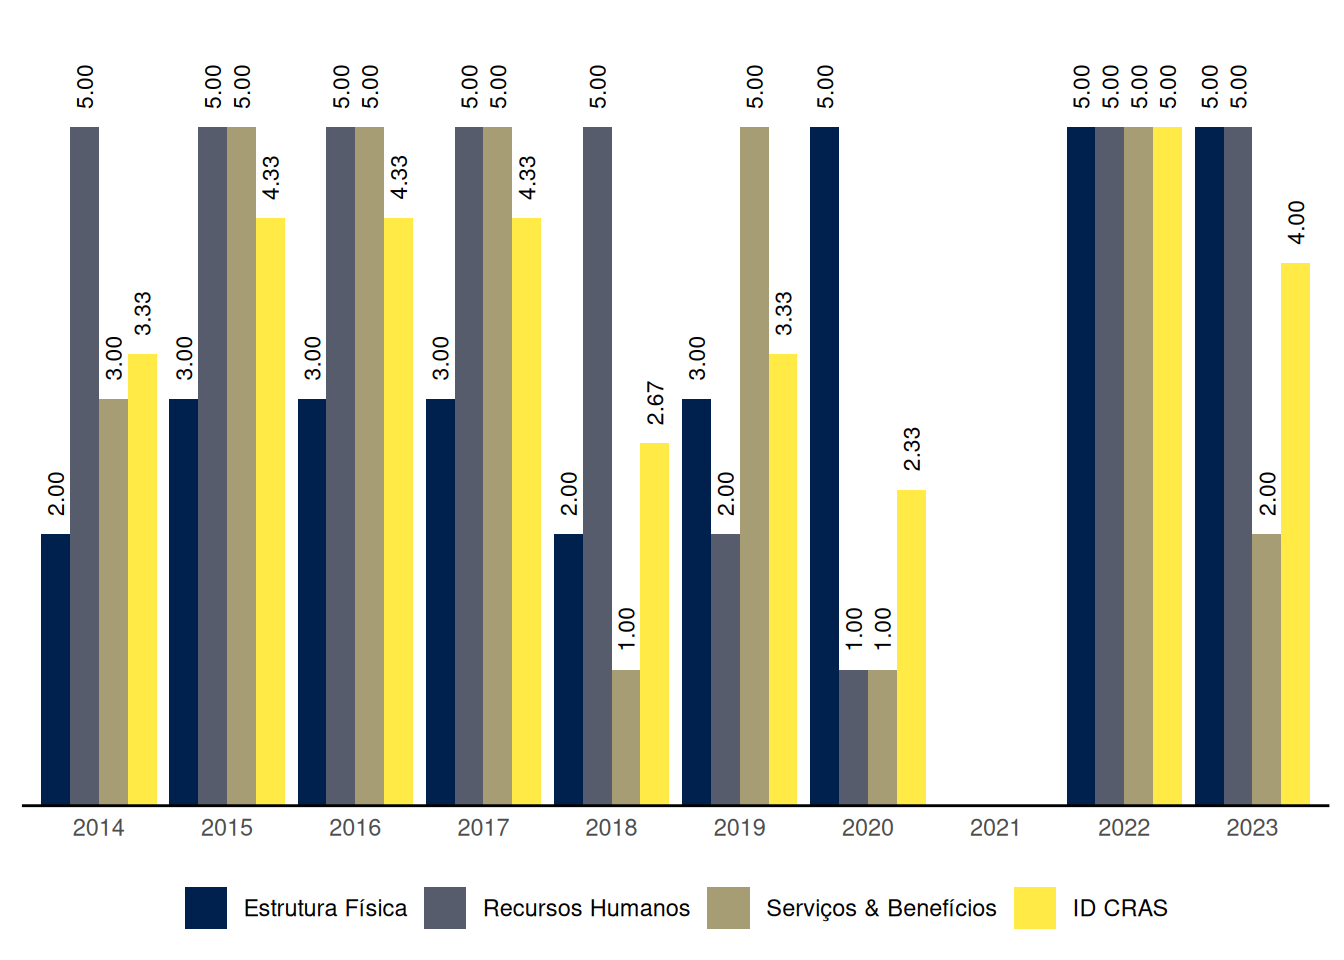 2.00 5.00 3.00 3.33
3.00 5.00 5.00 4.33
3.00 5.00 5.00 4.33
3.00 5.00 5.00 4.33
2.00 5.00 1.00 2.67
3.00 2.00 5.00 3.33
5.00 1.00 1.00 2.33
5.00 5.00 5.00 5.00
5.00 5.00 2.00 4.00
2014 2015 2016 2017 2018 2019 2020 2021 2022 2023
Estrutura Física Recursos Humanos Serviços & Benefícios ID CRAS